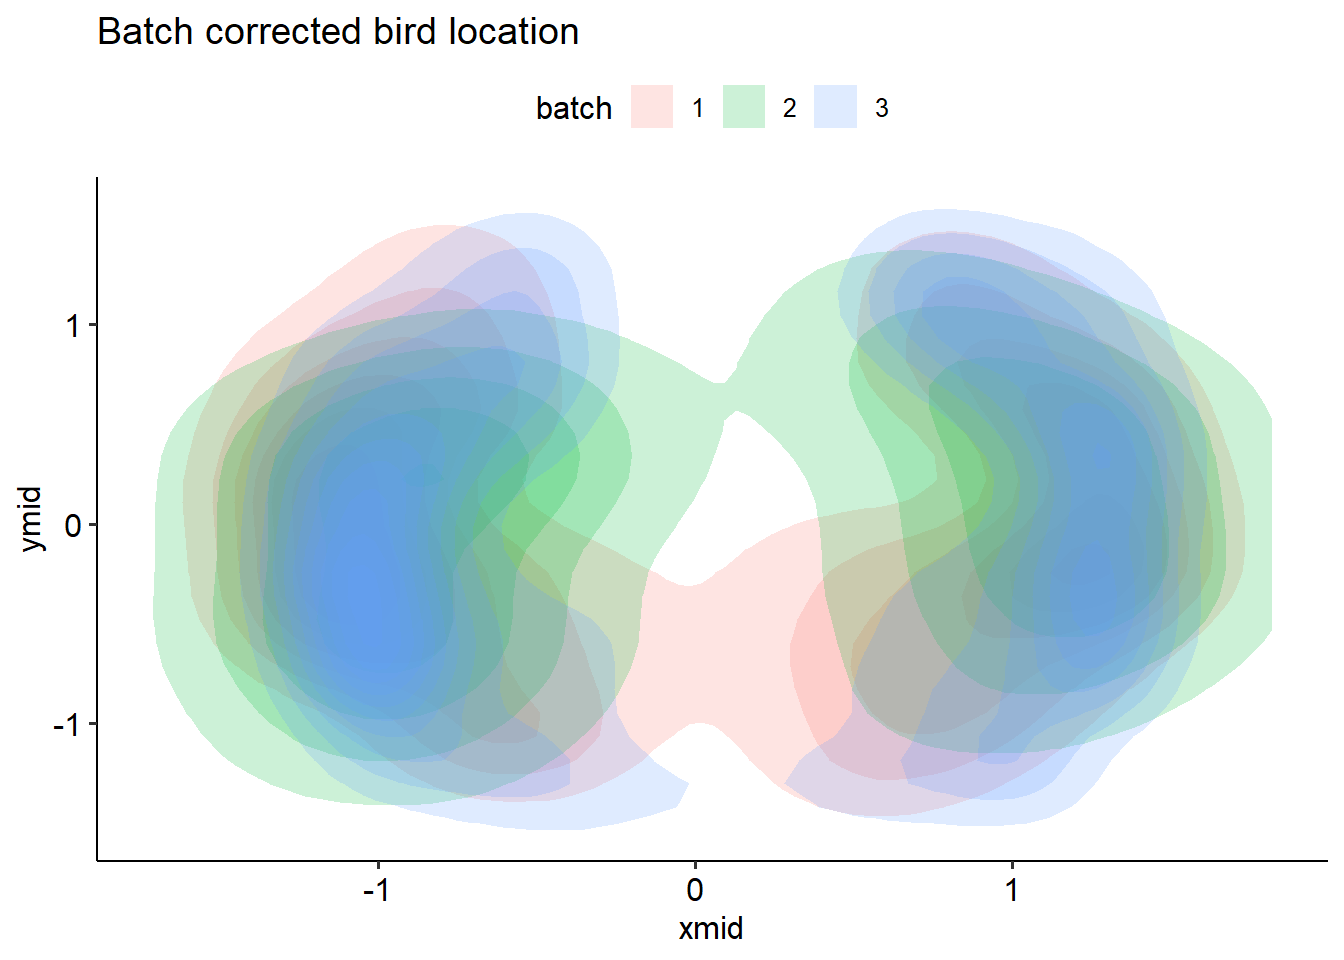 Batch corrected bird location
batch 1 2 3
1
0
-1
ymid
-1 0 1
xmid